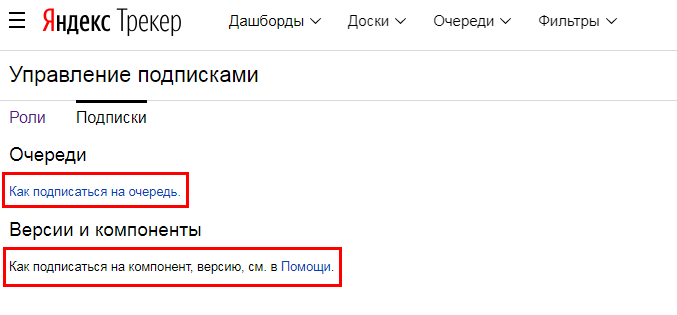 Яндекс Трекер Дашборды Доски Очереди Фильтры
Управление подписками
Роли Подписки
Очереди
Как подписаться на очередь.
Версии и компоненты
Как подписаться на компонент, версию, см. в Помощи.